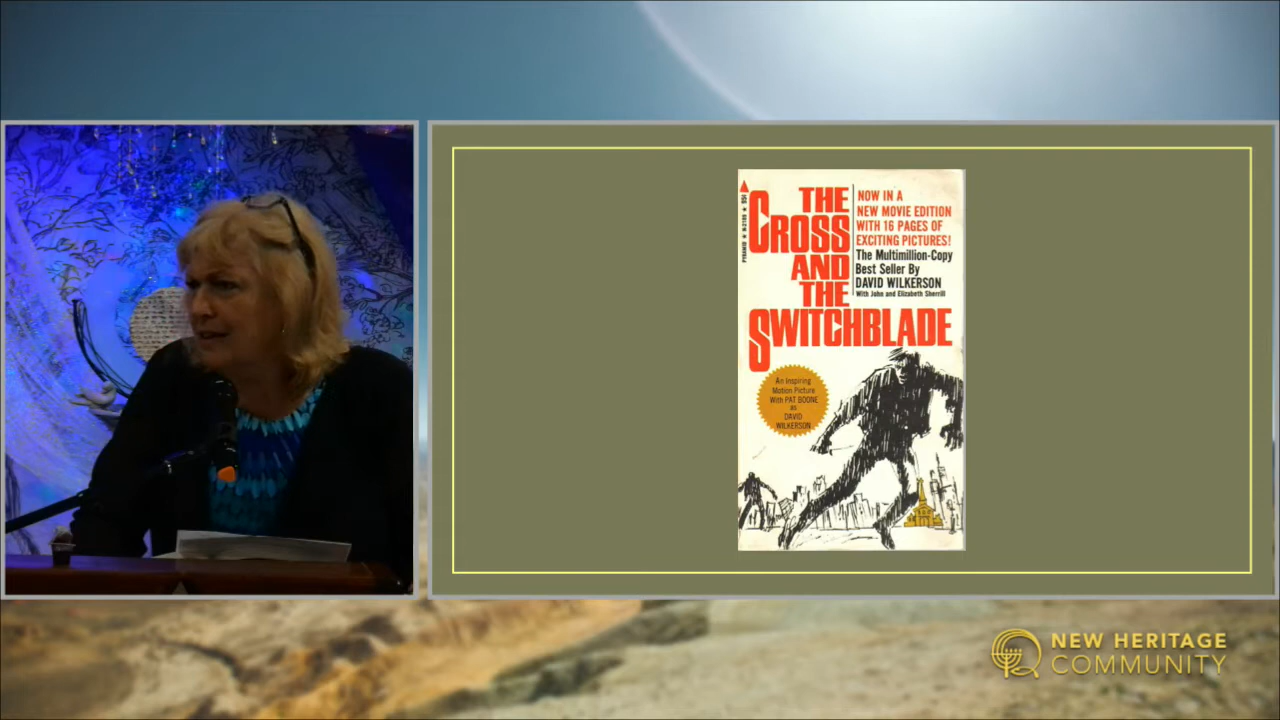 THE
CROSS
AND
THE
SWITCHBLADE
NOW IN A
NEW MOVIE EDITION
WITH 16 PAGES OF
EXCITING PICTURES!
The Multimillion-Copy
Best Seller By
DAVID WILKERSON
With John and Elizabeth Sherrill
An Inspiring
Motion Picture
With PAT BOONE
as
DAVID
WILKERSON
NEW HERITAGE
COMMUNITY